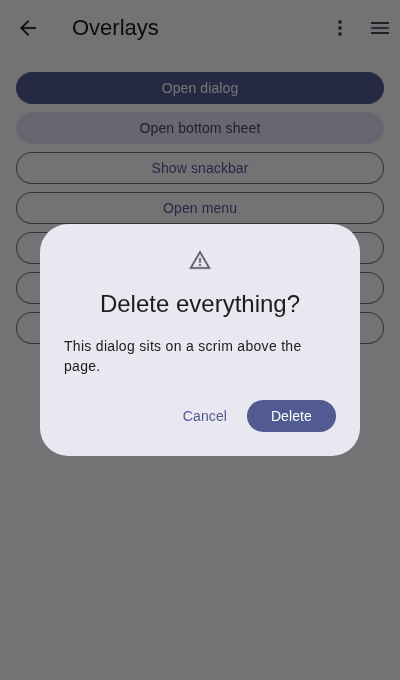 Overlays
Open dialog
Open bottom sheet
Show snackbar
Open menu
Delete everything?
This dialog sits on a scrim above the
page.
Cancel
Delete